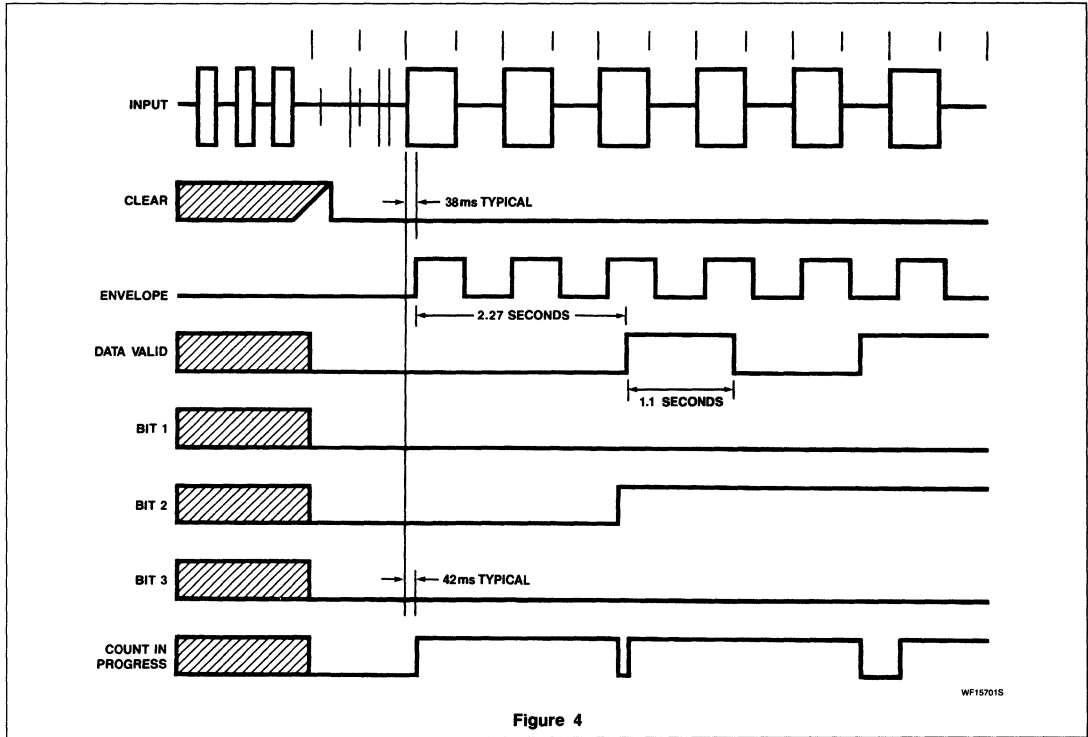 INPUT
CLEAR
38ms TYPICAL
ENVELOPE
2.27 SECONDS
DATA VALID
1.1 SECONDS
BIT 1
BIT 2
BIT 3
42ms TYPICAL
COUNT IN
PROGRESS
WF15701S
Figure 4